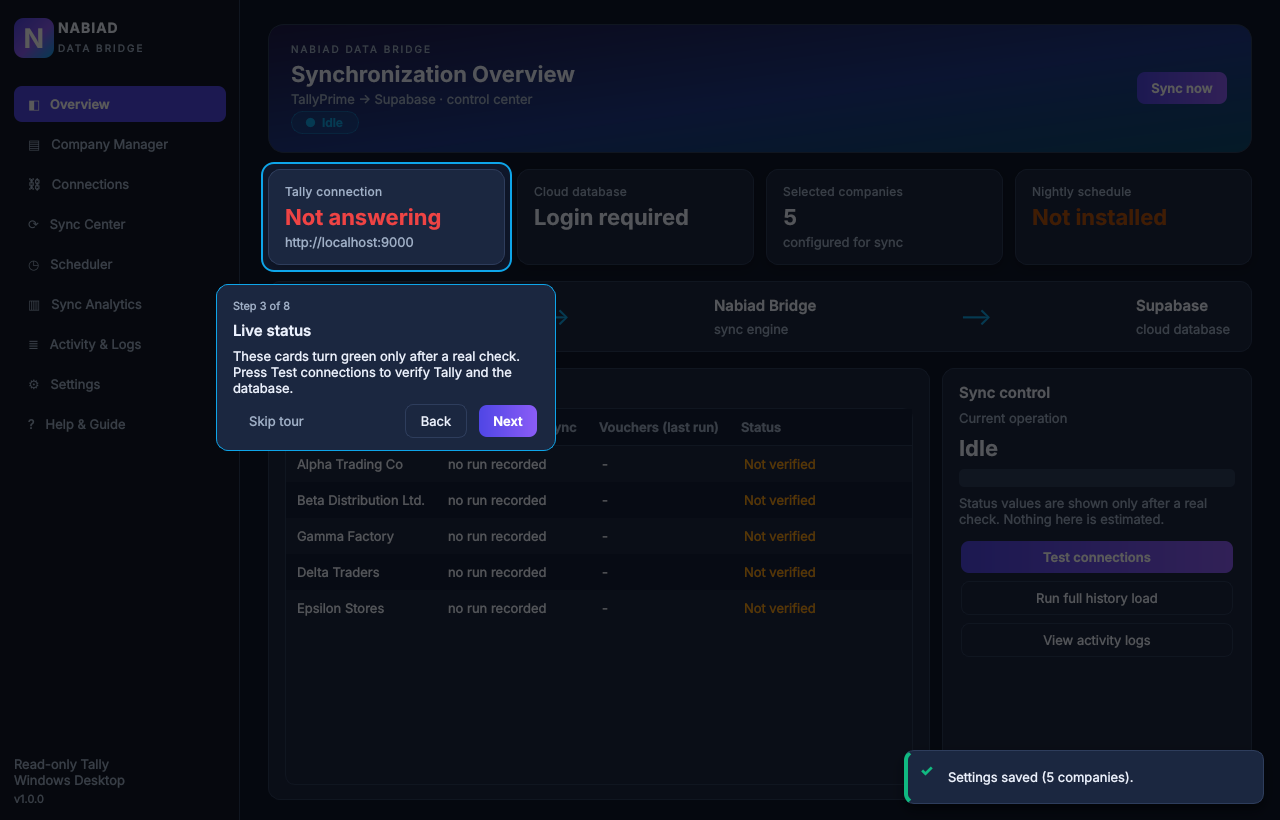 N
NABIAD
DATA BRIDGE
Overview
Company Manager
Connections
Sync Center
Scheduler
Sync Analytics
Activity & Logs
Settings
? Help & Guide
Read-only Tally
Windows Desktop
v1.0.0
NABIAD DATA BRIDGE
Synchronization Overview
TallyPrime → Supabase · control center
Idle
Sync now
Tally connection
Not answering
http://localhost:9000
Cloud database
Login required
Selected companies
5
configured for sync
Nightly schedule
Not installed
Step 3 of 8
Live status
These cards turn green only after a real check.
Press Test connections to verify Tally and the
database.
Skip tour
Back
Next
→
Nabiad Bridge
sync engine
→
Supabase
cloud database
Vouchers (last run) Status
Alpha Trading Co no run recorded - Not verified
Beta Distribution Ltd. no run recorded - Not verified
Gamma Factory no run recorded - Not verified
Delta Traders no run recorded - Not verified
Epsilon Stores no run recorded - Not verified
Sync control
Current operation
Idle
Status values are shown only after a real
check. Nothing here is estimated.
Test connections
Run full history load
View activity logs
Settings saved (5 companies).